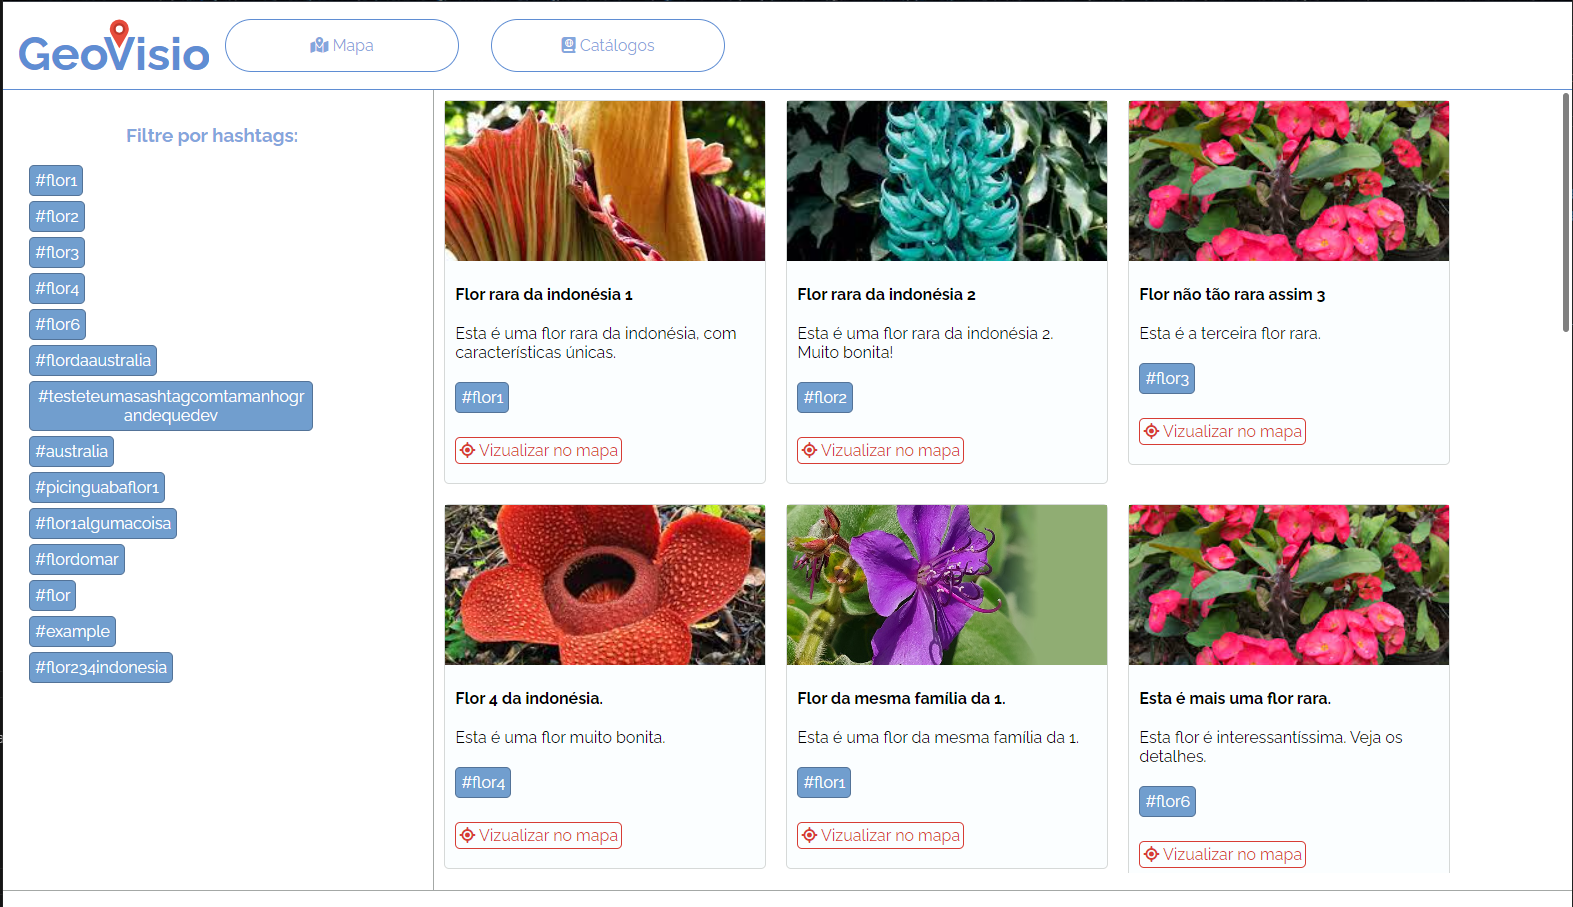 GeoVisio
Mapa
Catálogos
Filtre por hashtags:
#flor1
#flor2
#flor3
#flor4
#flor6
#flordaaustralia
#testeteumasashtagcomtamanhogr
andequedev
#australia
#picinguabaflor1
#flor1algumacoisa
#flordomar
#flor
#example
#flor234indonesia
Flor rara da indonésia 1
Esta é uma flor rara da indonésia, com
características únicas.
#flor1
Vizualizar no mapa
Flor rara da indonésia 2
Esta é uma flor rara da indonésia 2.
Muito bonita!
#flor2
Vizualizar no mapa
Flor não tão rara assim 3
Esta é a terceira flor rara.
#flor3
Vizualizar no mapa
Flor 4 da indonésia.
Esta é uma flor muito bonita.
#flor4
Vizualizar no mapa
Flor da mesma família da 1.
Esta é uma flor da mesma família da 1.
#flor1
Vizualizar no mapa
Esta é mais uma flor rara.
Esta flor é interessantíssima. Veja os
detalhes.
#flor6
Vizualizar no mapa